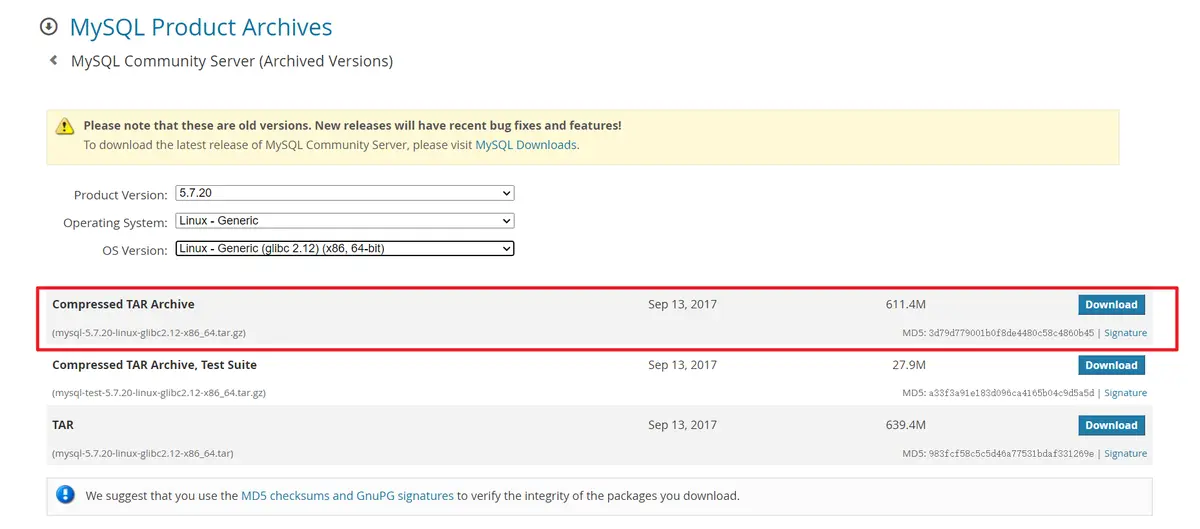 MySQL Product Archives
MySQL Community Server (Archived Versions)
Please note that these are old versions. New releases will have recent bug fixes and features!
To download the latest release of MySQL Community Server, please visit MySQL Downloads.
Product Version: 5.7.20
Operating System: Linux - Generic
OS Version: Linux - Generic (glibc 2.12) (x86, 64-bit)
Compressed TAR Archive Sep 13, 2017 611.4M Download
(mysql-5.7.20-linux-glibc2.12-x86_64.tar.gz) MD5: 3d79d779001b0f8de4480c58c4860b45 | Signature
Compressed TAR Archive, Test Suite Sep 13, 2017 27.9M Download
(mysql-test-5.7.20-linux-glibc2.12-x86_64.tar.gz) MD5: a33f3a91e183d096ca4165b04c9d5a5d | Signature
TAR Sep 13, 2017 639.4M Download
(mysql-5.7.20-linux-glibc2.12-x86_64.tar) MD5: 983fcf58c5c5d46a77531bdaf331269e | Signature
We suggest that you use the MD5 checksums and GnuPG signatures to verify the integrity of the packages you download.